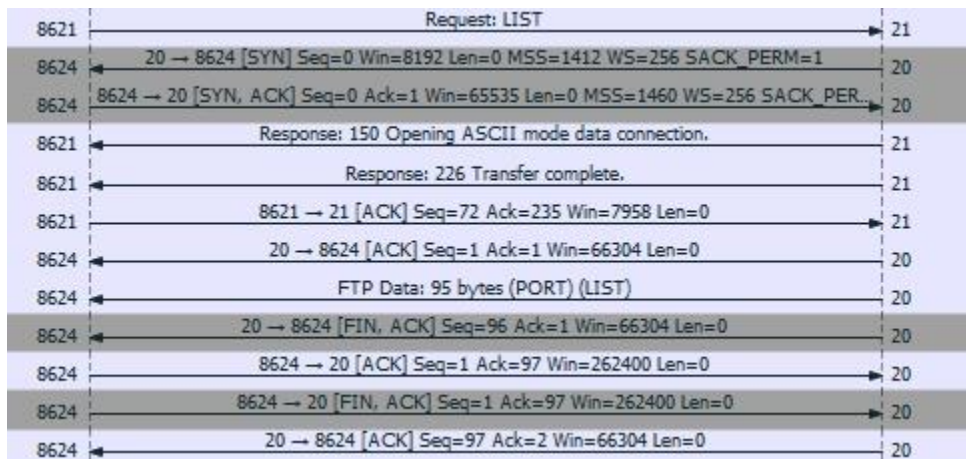 Request: LIST
8621 21
20 → 8624 [SYN] Seq=0 Win=8192 Len=0 MSS=1412 WS=256 SACK_PERM=1
8624 20
8624 → 20 [SYN, ACK] Seq=0 Ack=1 Win=65535 Len=0 MSS=1460 WS=256 SACK_PER...
8624 20
Response: 150 Opening ASCII mode data connection.
8621 21
Response: 226 Transfer complete.
8621 21
8621 → 21 [ACK] Seq=72 Ack=235 Win=7958 Len=0
8621 21
20 → 8624 [ACK] Seq=1 Ack=1 Win=66304 Len=0
8624 20
FTP Data: 95 bytes (PORT) (LIST)
8624 20
20 → 8624 [FIN, ACK] Seq=96 Ack=1 Win=66304 Len=0
8624 20
8624 → 20 [ACK] Seq=1 Ack=97 Win=262400 Len=0
8624 20
8624 → 20 [FIN, ACK] Seq=1 Ack=97 Win=262400 Len=0
8624 20
20 → 8624 [ACK] Seq=97 Ack=2 Win=66304 Len=0
8624 20